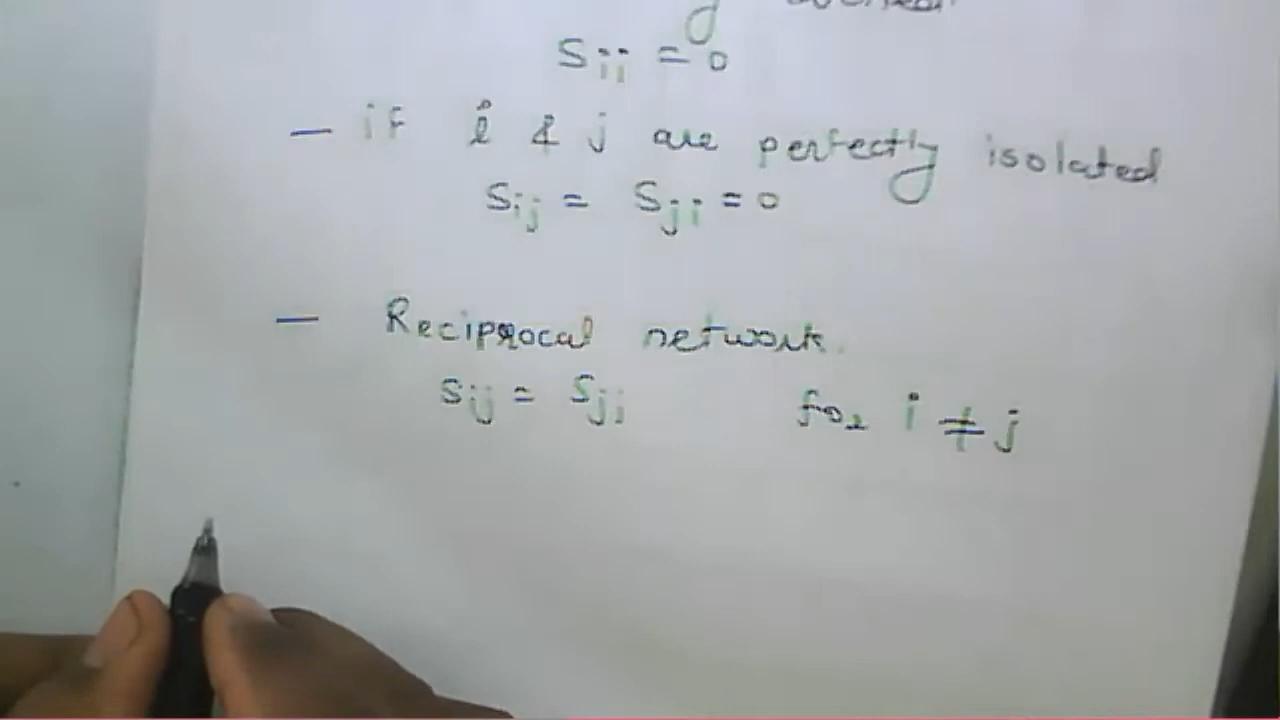 Sii = 0
— if i & j are perfectly isolated
Sij = Sji = 0
— Reciprocal network.
Sij = Sji for i ≠ j